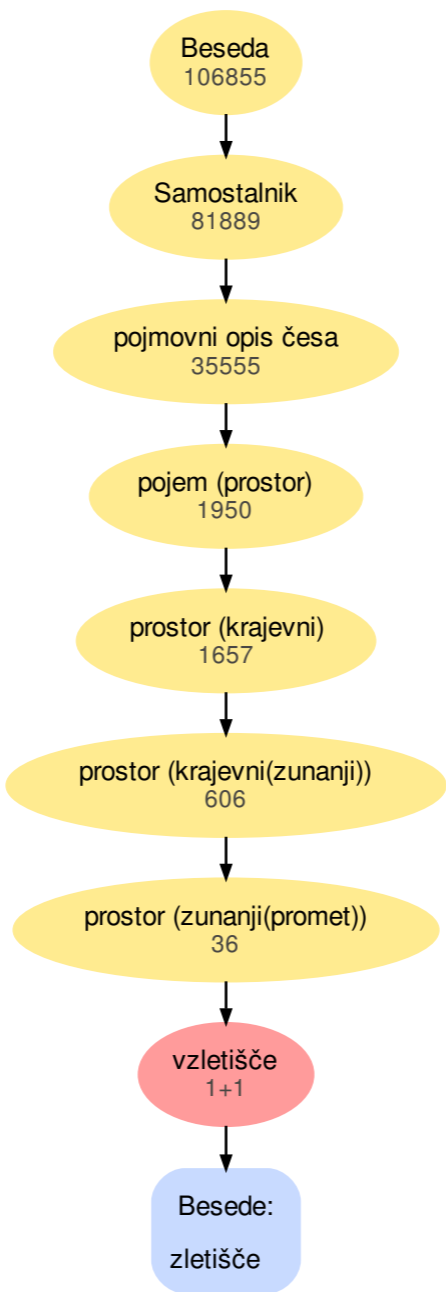 Beseda
106855
Samostalnik
81889
pojmovni opis česa
35555
pojem (prostor)
1950
prostor (krajevni)
1657
prostor (krajevni(zunanji))
606
prostor (zunanji(promet))
36
vzletišče
1+1
Besede:
zletišče